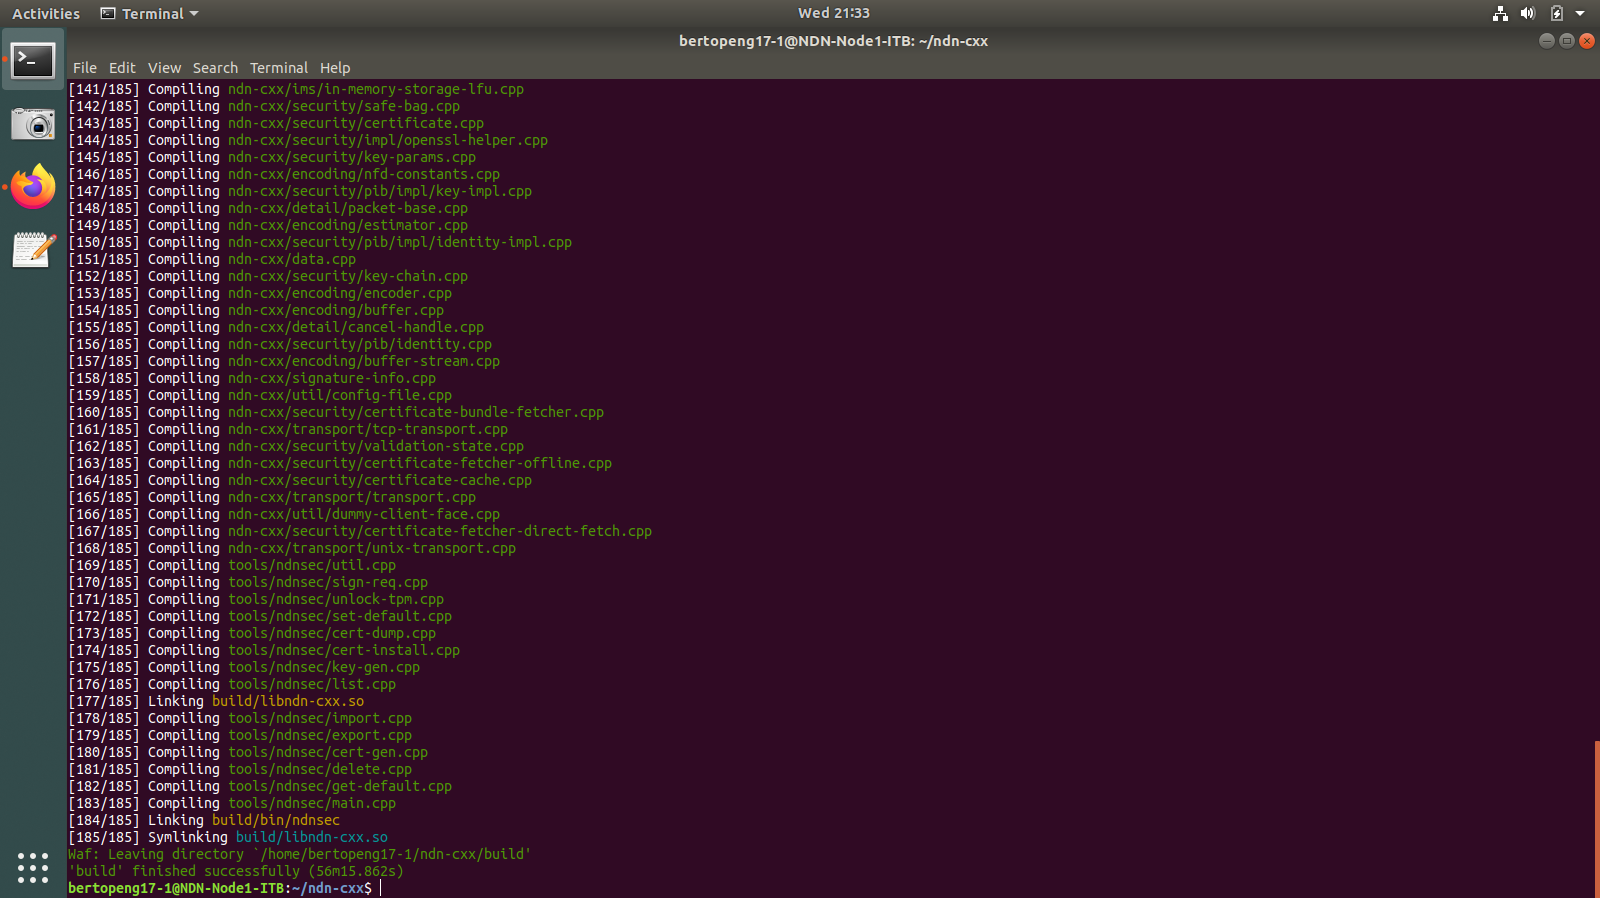 Activities Terminal Wed 21:33
bertopeng17-1@NDN-Node1-ITB: ~/ndn-cxx
File Edit View Search Terminal Help
[141/185] Compiling ndn-cxx/ims/in-memory-storage-lfu.cpp
[142/185] Compiling ndn-cxx/security/safe-bag.cpp
[143/185] Compiling ndn-cxx/security/certificate.cpp
[144/185] Compiling ndn-cxx/security/impl/openssl-helper.cpp
[145/185] Compiling ndn-cxx/security/key-params.cpp
[146/185] Compiling ndn-cxx/encoding/nfd-constants.cpp
[147/185] Compiling ndn-cxx/security/pib/impl/key-impl.cpp
[148/185] Compiling ndn-cxx/detail/packet-base.cpp
[149/185] Compiling ndn-cxx/encoding/estimator.cpp
[150/185] Compiling ndn-cxx/security/pib/impl/identity-impl.cpp
[151/185] Compiling ndn-cxx/data.cpp
[152/185] Compiling ndn-cxx/security/key-chain.cpp
[153/185] Compiling ndn-cxx/encoding/encoder.cpp
[154/185] Compiling ndn-cxx/encoding/buffer.cpp
[155/185] Compiling ndn-cxx/detail/cancel-handle.cpp
[156/185] Compiling ndn-cxx/security/pib/identity.cpp
[157/185] Compiling ndn-cxx/encoding/buffer-stream.cpp
[158/185] Compiling ndn-cxx/signature-info.cpp
[159/185] Compiling ndn-cxx/util/config-file.cpp
[160/185] Compiling ndn-cxx/security/certificate-bundle-fetcher.cpp
[161/185] Compiling ndn-cxx/transport/tcp-transport.cpp
[162/185] Compiling ndn-cxx/security/validation-state.cpp
[163/185] Compiling ndn-cxx/security/certificate-fetcher-offline.cpp
[164/185] Compiling ndn-cxx/security/certificate-cache.cpp
[165/185] Compiling ndn-cxx/transport/transport.cpp
[166/185] Compiling ndn-cxx/util/dummy-client-face.cpp
[167/185] Compiling ndn-cxx/security/certificate-fetcher-direct-fetch.cpp
[168/185] Compiling ndn-cxx/transport/unix-transport.cpp
[169/185] Compiling tools/ndnsec/util.cpp
[170/185] Compiling tools/ndnsec/sign-req.cpp
[171/185] Compiling tools/ndnsec/unlock-tpm.cpp
[172/185] Compiling tools/ndnsec/set-default.cpp
[173/185] Compiling tools/ndnsec/cert-dump.cpp
[174/185] Compiling tools/ndnsec/cert-install.cpp
[175/185] Compiling tools/ndnsec/key-gen.cpp
[176/185] Compiling tools/ndnsec/list.cpp
[177/185] Linking build/libndn-cxx.so
[178/185] Compiling tools/ndnsec/import.cpp
[179/185] Compiling tools/ndnsec/export.cpp
[180/185] Compiling tools/ndnsec/cert-gen.cpp
[181/185] Compiling tools/ndnsec/delete.cpp
[182/185] Compiling tools/ndnsec/get-default.cpp
[183/185] Compiling tools/ndnsec/main.cpp
[184/185] Linking build/bin/ndnsec
[185/185] Symlinking build/libndn-cxx.so
Waf: Leaving directory `/home/bertopeng17-1/ndn-cxx/build'
'build' finished successfully (56m15.862s)
bertopeng17-1@NDN-Node1-ITB:~/ndn-cxx$